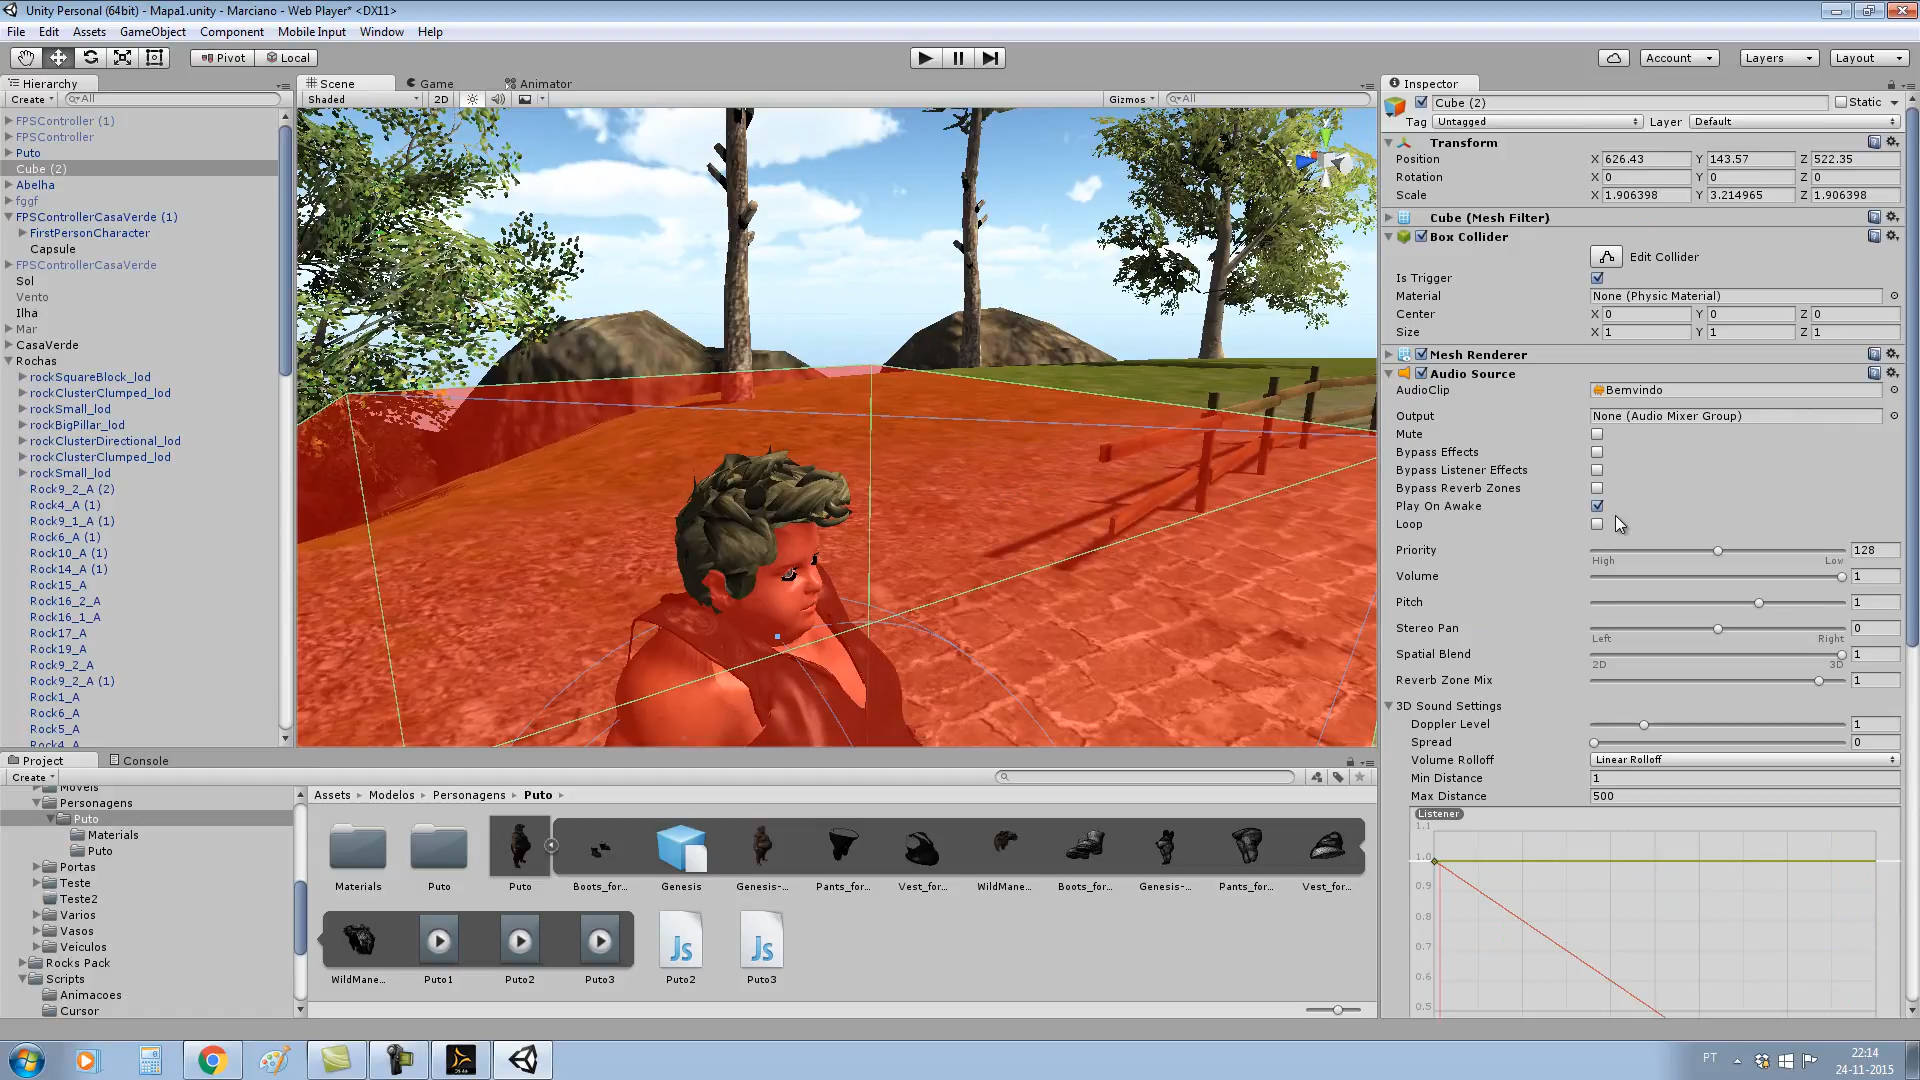 Unity Personal (64bit) - Mapa1.unity - Marciano - Web Player* <DX11>
File Edit Assets GameObject Component Mobile Input Window Help
Pivot Local Account Layers Layout
Hierarchy
Create All
FPSController (1)
FPSController
Puto
Cube (2)
Abelha
fggf
FPSControllerCasaVerde (1)
FirstPersonCharacter
Capsule
FPSControllerCasaVerde
Sol
Vento
Ilha
Mar
CasaVerde
Rochas
rockSquareBlock_lod
rockClusterClumped_lod
rockSmall_lod
rockBigPillar_lod
rockClusterDirectional_lod
rockClusterClumped_lod
rockSmall_lod
Rock9_2_A (2)
Rock4_A (1)
Rock9_1_A (1)
Rock6_A (1)
Rock10_A (1)
Rock14_A (1)
Rock15_A
Rock16_2_A
Rock16_1_A
Rock17_A
Rock19_A
Rock9_2_A
Rock9_2_A (1)
Rock1_A
Rock6_A
Rock5_A
Rock4_A
Scene Game Animator
Shaded 2D Gizmos All
Inspector
Cube (2) Static
Tag Untagged Layer Default
Transform
Position X 626.43 Y 143.57 Z 522.35
Rotation X 0 Y 0 Z 0
Scale X 1.906398 Y 3.214965 Z 1.906398
Cube (Mesh Filter)
Box Collider
Edit Collider
Is Trigger
Material None (Physic Material)
Center X 0 Y 0 Z 0
Size X 1 Y 1 Z 1
Mesh Renderer
Audio Source
AudioClip Bemvindo
Output None (Audio Mixer Group)
Mute
Bypass Effects
Bypass Listener Effects
Bypass Reverb Zones
Play On Awake
Loop
Priority 128
High Low
Volume 1
Pitch 1
Stereo Pan 0
Left Right
Spatial Blend 1
2D 3D
Reverb Zone Mix 1
3D Sound Settings
Doppler Level 1
Spread 0
Volume Rolloff Linear Rolloff
Min Distance 1
Max Distance 500
Listener
1.1
1.0
0.9
0.8
0.7
0.6
0.5
Project Console
Create
Moveis
Personagens
Puto
Materials
Puto
Portas
Teste
Teste2
Varios
Vasos
Veiculos
Rocks Pack
Scripts
Animacoes
Cursor
Assets Modelos Personagens Puto
Materials Puto Puto Boots_for... Genesis Genesis-... Pants_for... Vest_for... WildMane... Boots_for... Genesis-... Pants_for... Vest_for...
Js Js
WildMane... Puto1 Puto2 Puto3 Puto2 Puto3
PT
22:14
24-11-2015